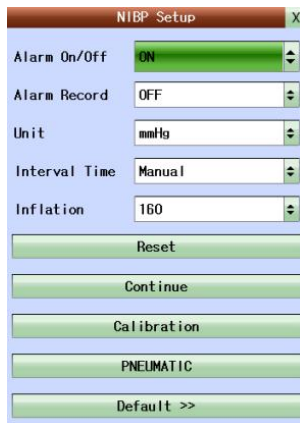 NIBP Setup X
Alarm On/Off ON
Alarm Record OFF
Unit mmHg
Interval Time Manual
Inflation 160
Reset
Continue
Calibration
PNEUMATIC
Default >>